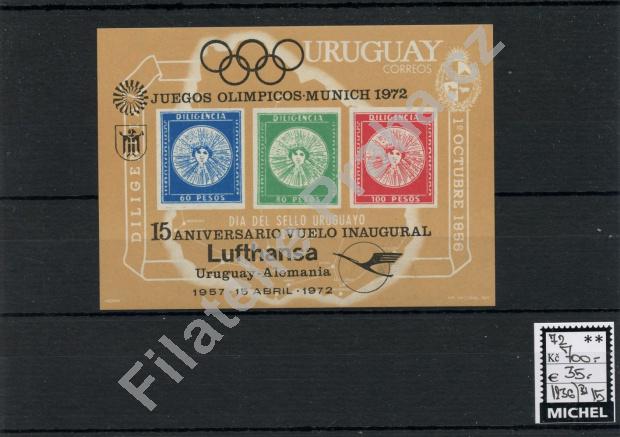 URUGUAY
CORREOS
JUEGOS OLIMPICOS-MUNICH 1972
DILIGENCIA
60 PESOS
DILIGENCIA
80 PESOS
DILIGENCIA
100 PESOS
DILIGE
1º OCTUBRE 1856
DIA DEL SELLO URUGUAYO
15 ANIVERSARIO VUELO INAUGURAL
Lufthansa
Uruguay-Alemania
1957-15 ABRIL-1972
72 **
Kč 700,-
€ 35.-
MICHEL